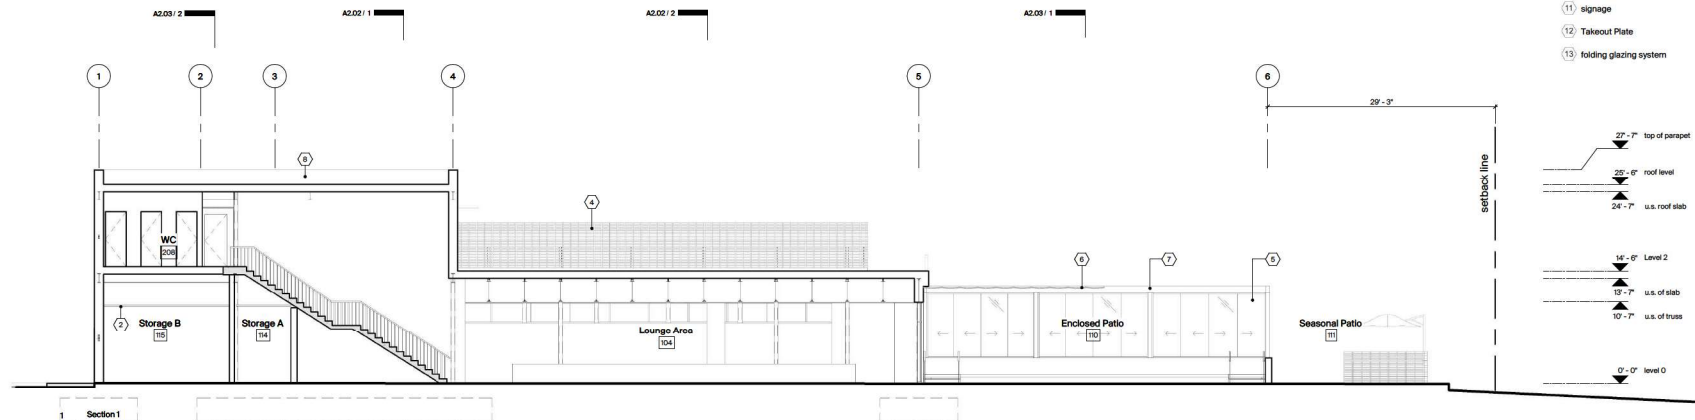 A2.03 / 2
A2.02 / 1
A2.02 / 2
A2.03 / 1
11 signage
12 Takeout Plate
13 folding glazing system
1
2
3
4
5
6
29' - 3"
setback line
27' - 7" top of parapet
25' - 6" roof level
24' - 7" u.s. roof slab
14' - 6" Level 2
13' - 7" u.s. of slab
10' - 7" u.s. of truss
0' - 0" level 0
8
4
6
7
5
2
WC
208
Storage B
115
Storage A
114
Lounge Area
104
Enclosed Patio
110
Seasonal Patio
111
1 Section 1